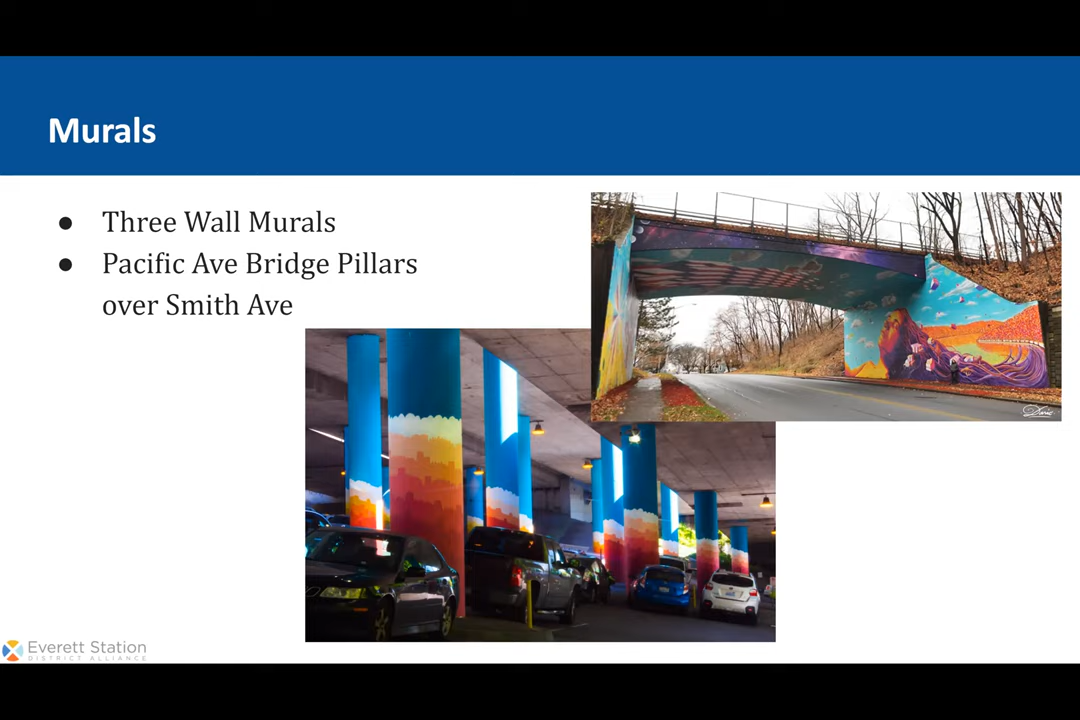 Murals
● Three Wall Murals
● Pacific Ave Bridge Pillars
over Smith Ave
Everett Station
DISTRICT ALLIANCE